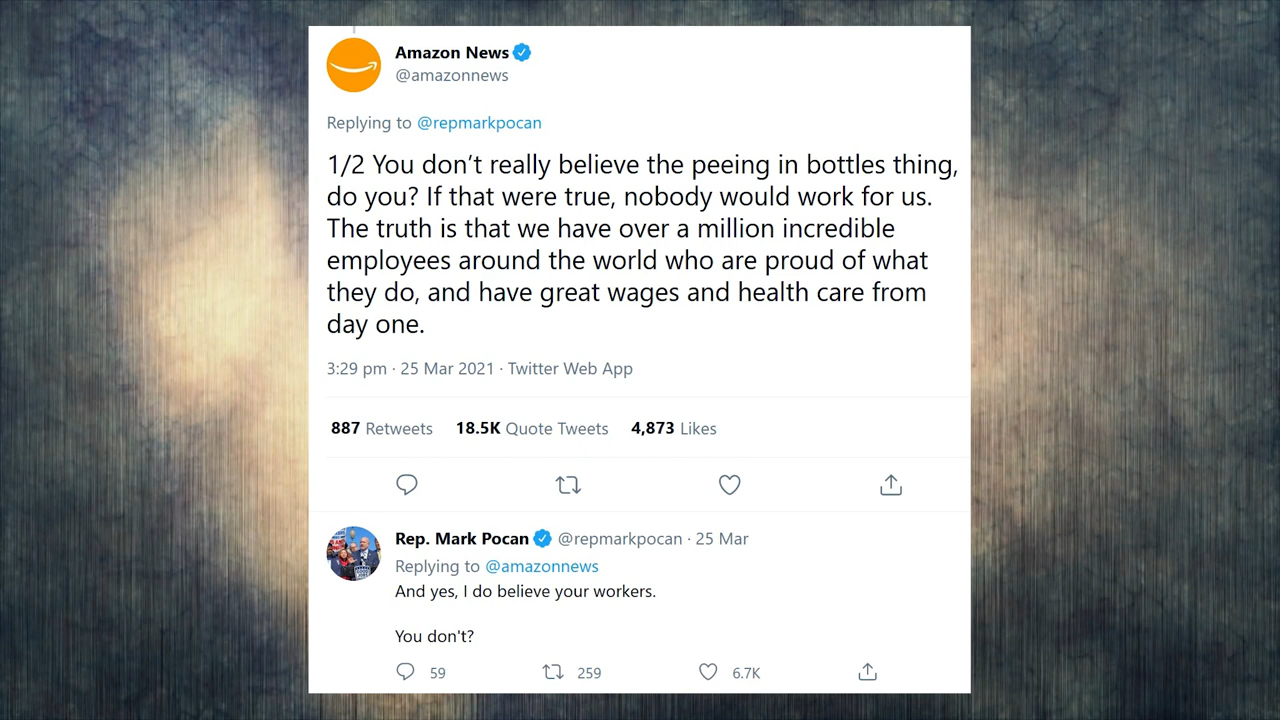 Amazon News
@amazonnews
Replying to @repmarkpocan
1/2 You don’t really believe the peeing in bottles thing,
do you? If that were true, nobody would work for us.
The truth is that we have over a million incredible
employees around the world who are proud of what
they do, and have great wages and health care from
day one.
3:29 pm · 25 Mar 2021 · Twitter Web App
887 Retweets 18.5K Quote Tweets 4,873 Likes
Rep. Mark Pocan @repmarkpocan · 25 Mar
Replying to @amazonnews
And yes, I do believe your workers.
You don't?
59 259 6.7K